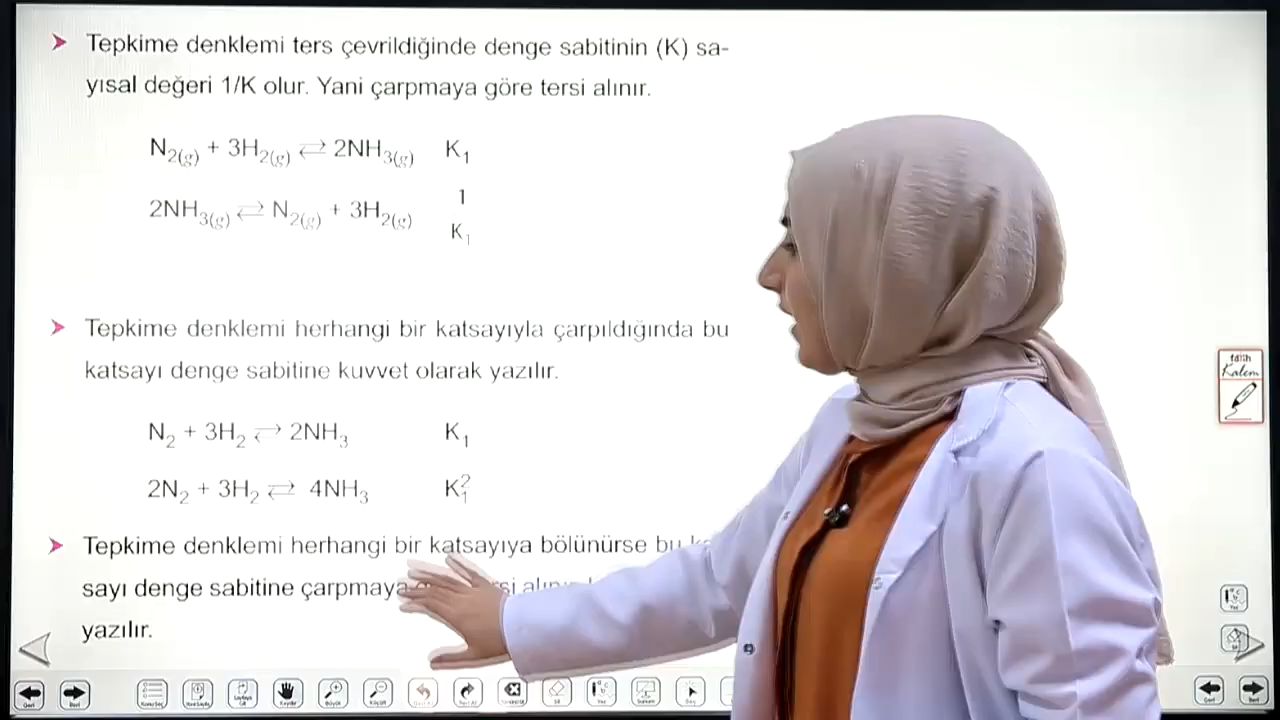 ➤ Tepkime denklemi ters çevrildiğinde denge sabitinin (K) sa-
yısal değeri 1/K olur. Yani çarpmaya göre tersi alınır.
N₂(g) + 3H₂(g) ⇄ 2NH₃(g) K₁
2NH₃(g) ⇄ N₂(g) + 3H₂(g) 1
K₁
➤ Tepkime denklemi herhangi bir katsayıyla çarpıldığında bu
katsayı denge sabitine kuvvet olarak yazılır.
N₂ + 3H₂ ⇄ 2NH₃ K₁
2N₂ + 3H₂ ⇄ 4NH₃ K₁²
➤ Tepkime denklemi herhangi bir katsayıya bölünürse bu
sayı denge sabitine çarpmaya
yazılır.
fatih
Kalem